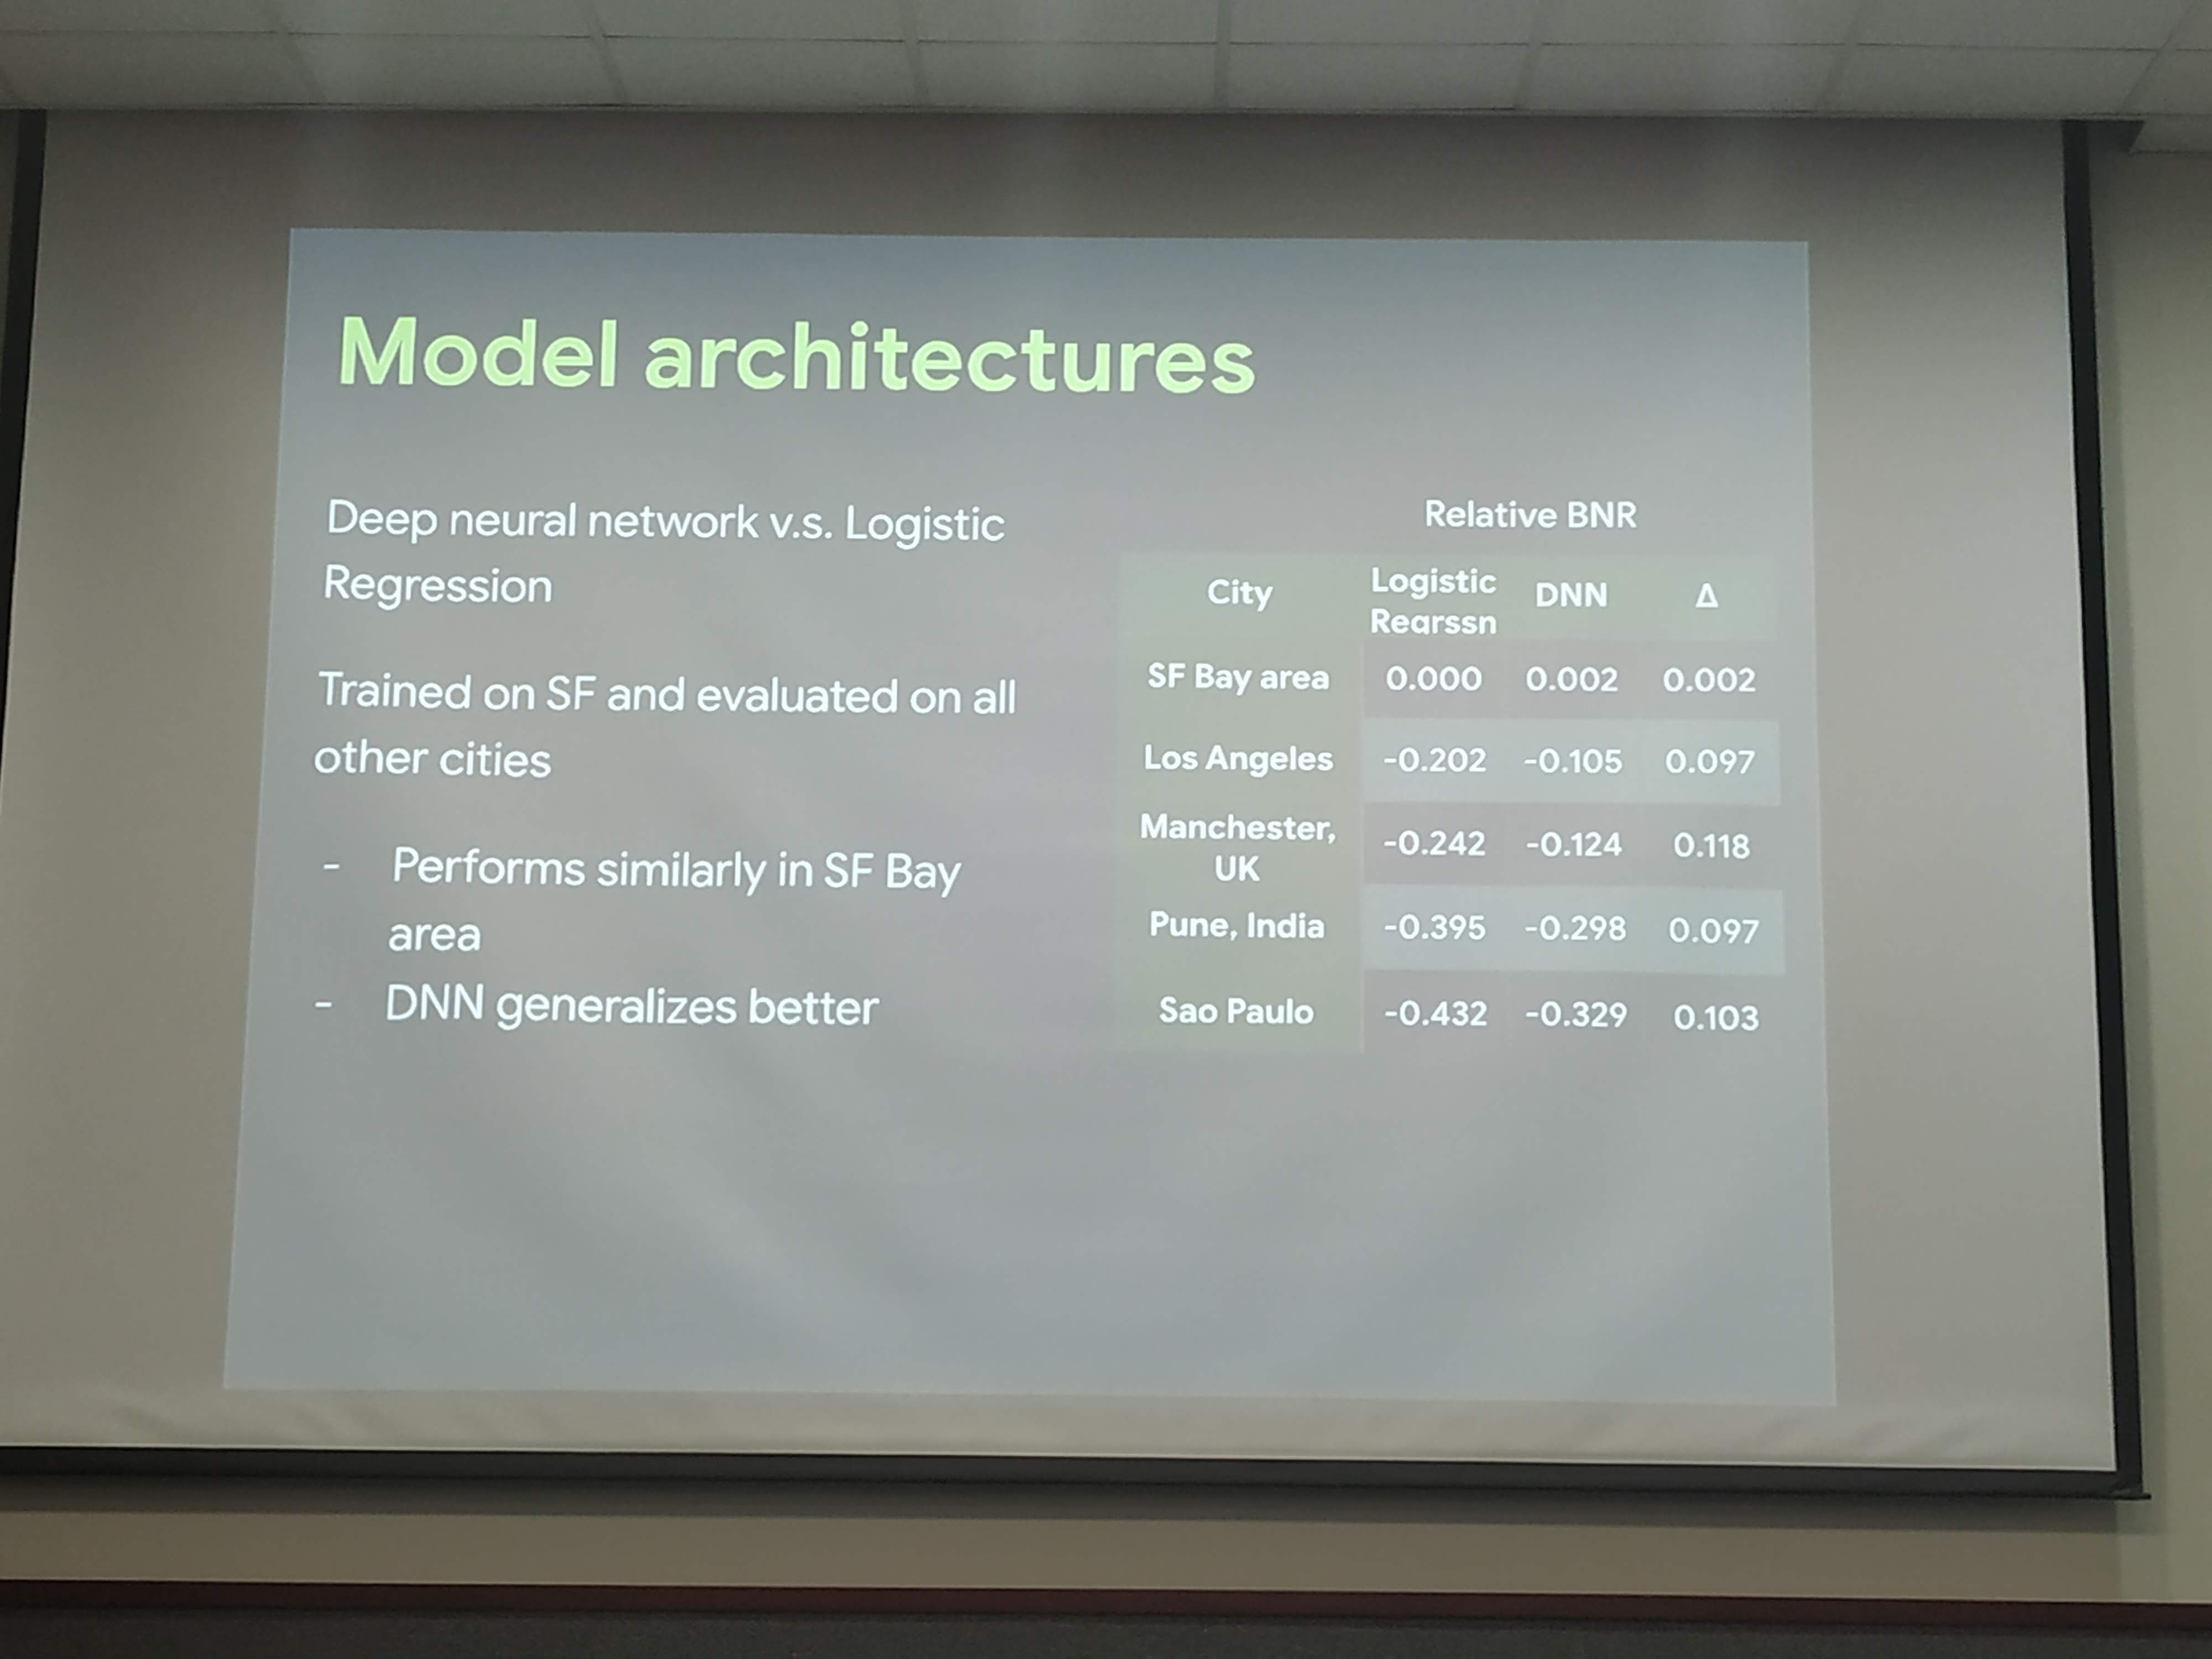 Model architectures
Deep neural network v.s. Logistic
Regression
Trained on SF and evaluated on all
other cities
- Performs similarly in SF Bay
area
- DNN generalizes better
Relative BNR
City Logistic Regrssn DNN Δ
SF Bay area 0.000 0.002 0.002
Los Angeles -0.202 -0.105 0.097
Manchester, UK -0.242 -0.124 0.118
Pune, India -0.395 -0.298 0.097
Sao Paulo -0.432 -0.329 0.103